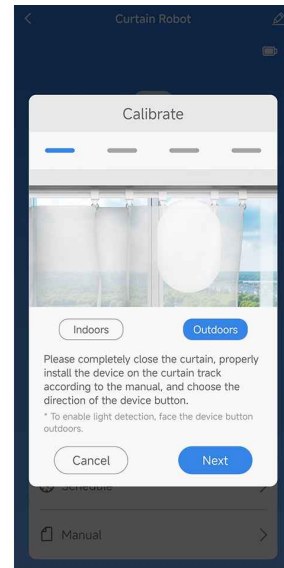 Curtain Robot
Calibrate
Indoors
Outdoors
Please completely close the curtain, properly
install the device on the curtain track
according to the manual, and choose the
direction of the device button.
* To enable light detection, face the device button
outdoors.
Cancel
Next
Schedule
Manual